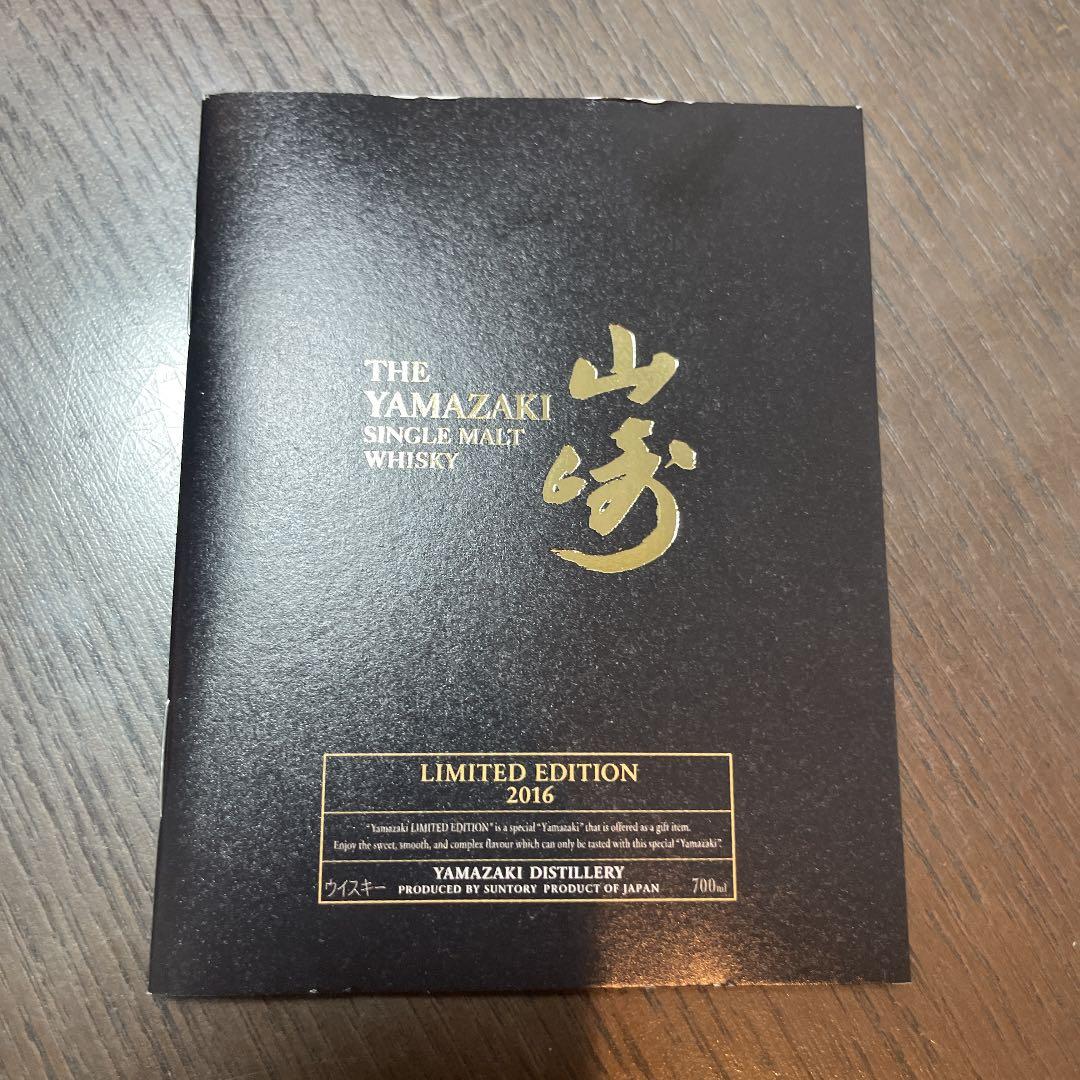 THE
YAMAZAKI
SINGLE MALT
WHISKY
山崎
LIMITED EDITION
2016
"Yamazaki LIMITED EDITION" is a special "Yamazaki" that is offered as a gift item.
Enjoy the sweet, smooth, and complex flavour which can only be tasted with this special "Yamazaki".
YAMAZAKI DISTILLERY
ウイスキー PRODUCED BY SUNTORY PRODUCT OF JAPAN 700ml